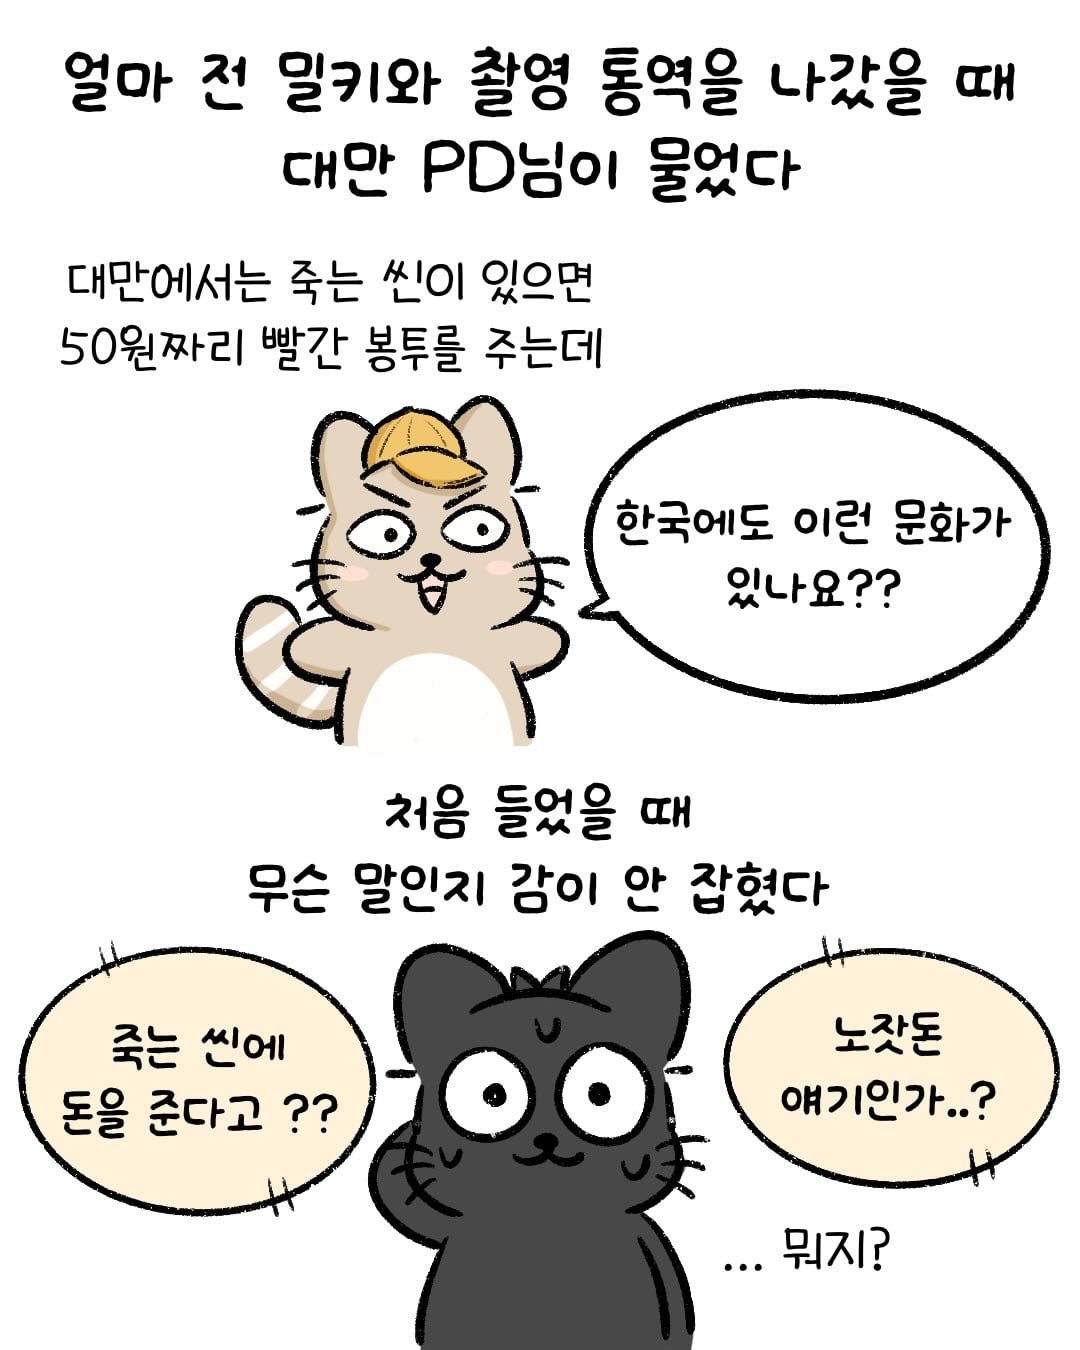 얼마 전 밀키와 촬영 통역을 나갔을 때
대만 PD님이 물었다
대만에서는 죽는 씬이 있으면
50원짜리 빨간 봉투를 주는데
한국에도 이런 문화가
있나요??
처음 들었을 때
무슨 말인지 감이 안 잡혔다
죽는 씬에
돈을 준다고 ??
노잣돈
얘기인가..?
... 뭐지?